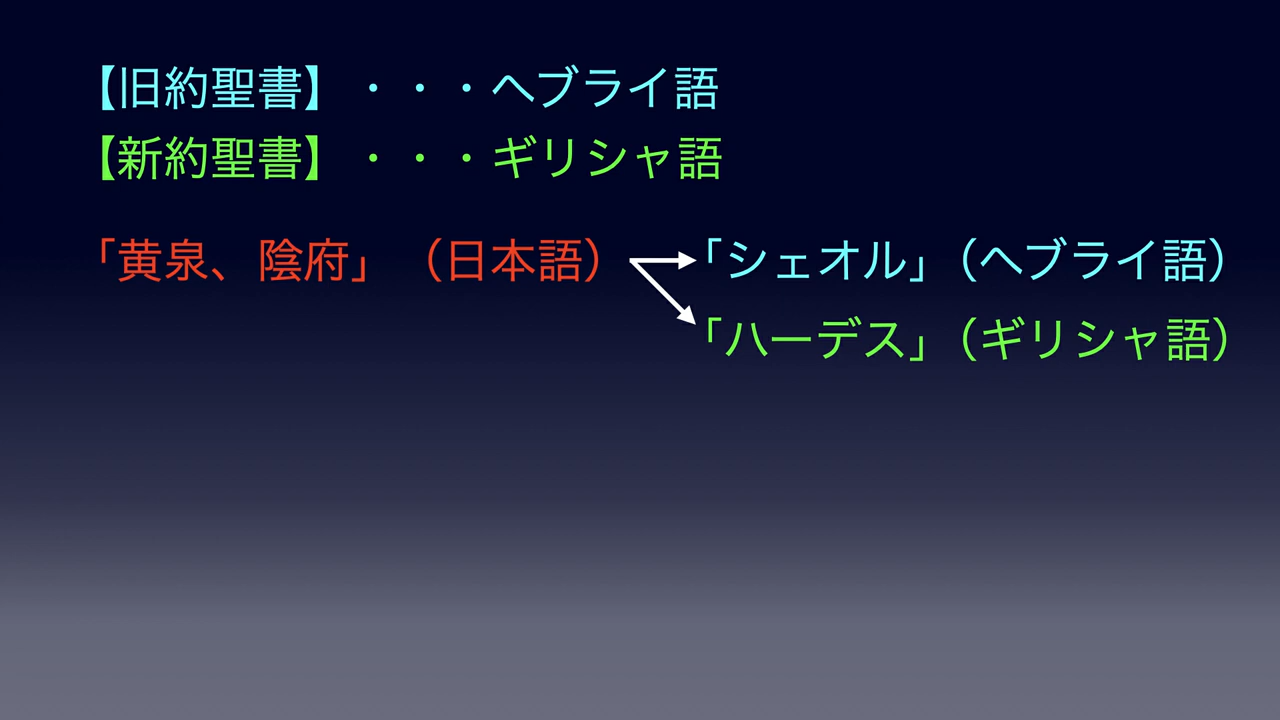 【旧約聖書】・・・ヘブライ語
【新約聖書】・・・ギリシャ語
「黄泉、陰府」（日本語）「シェオル」（ヘブライ語）
「ハーデス」（ギリシャ語）